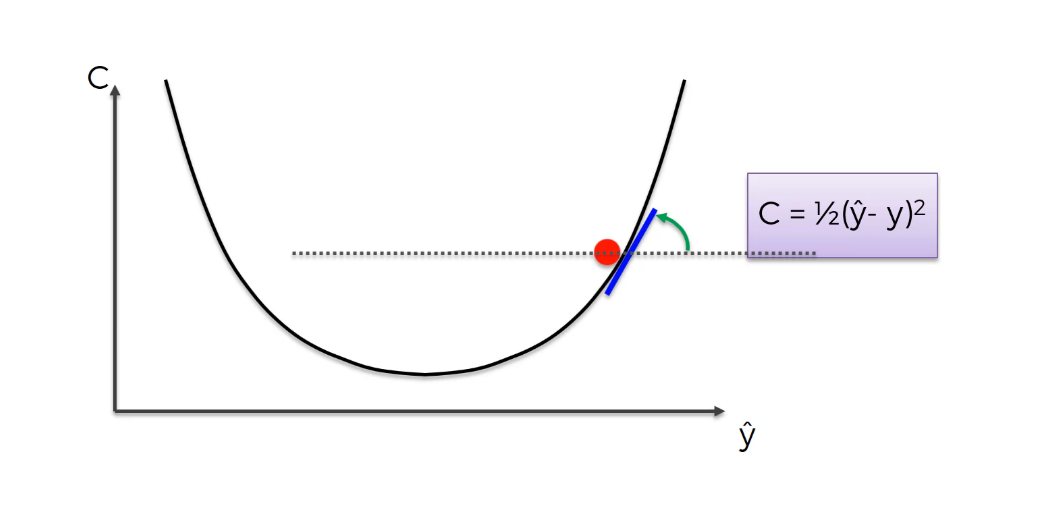 C
C = ½(ŷ- y)²
ŷ